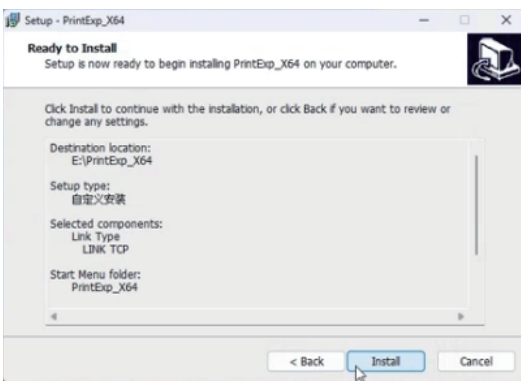 Setup - PrintExp_X64
Ready to Install
Setup is now ready to begin installing PrintExp_X64 on your computer.
Click Install to continue with the installation, or click Back if you want to review or
change any settings.
Destination location:
E:\PrintExp_X64
Setup type:
自定义安装
Selected components:
Link Type
LINK TCP
Start Menu folder:
PrintExp_X64
< Back
Install
Cancel